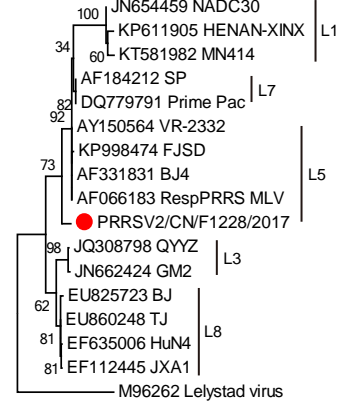 JN654459 NADC30
100
KP611905 HENAN-XINX
L1
34
60
KT581982 MN414
AF184212 SP
L7
82
DQ779791 Prime Pac
92
AY150564 VR-2332
KP998474 FJSD
73
AF331831 BJ4
L5
AF066183 RespPRRS MLV
PRRSV2/CN/F1228/2017
98
JQ308798 QYYZ
L3
JN662424 GM2
62
EU825723 BJ
EU860248 TJ
L8
81
EF635006 HuN4
81
EF112445 JXA1
M96262 Lelystad virus